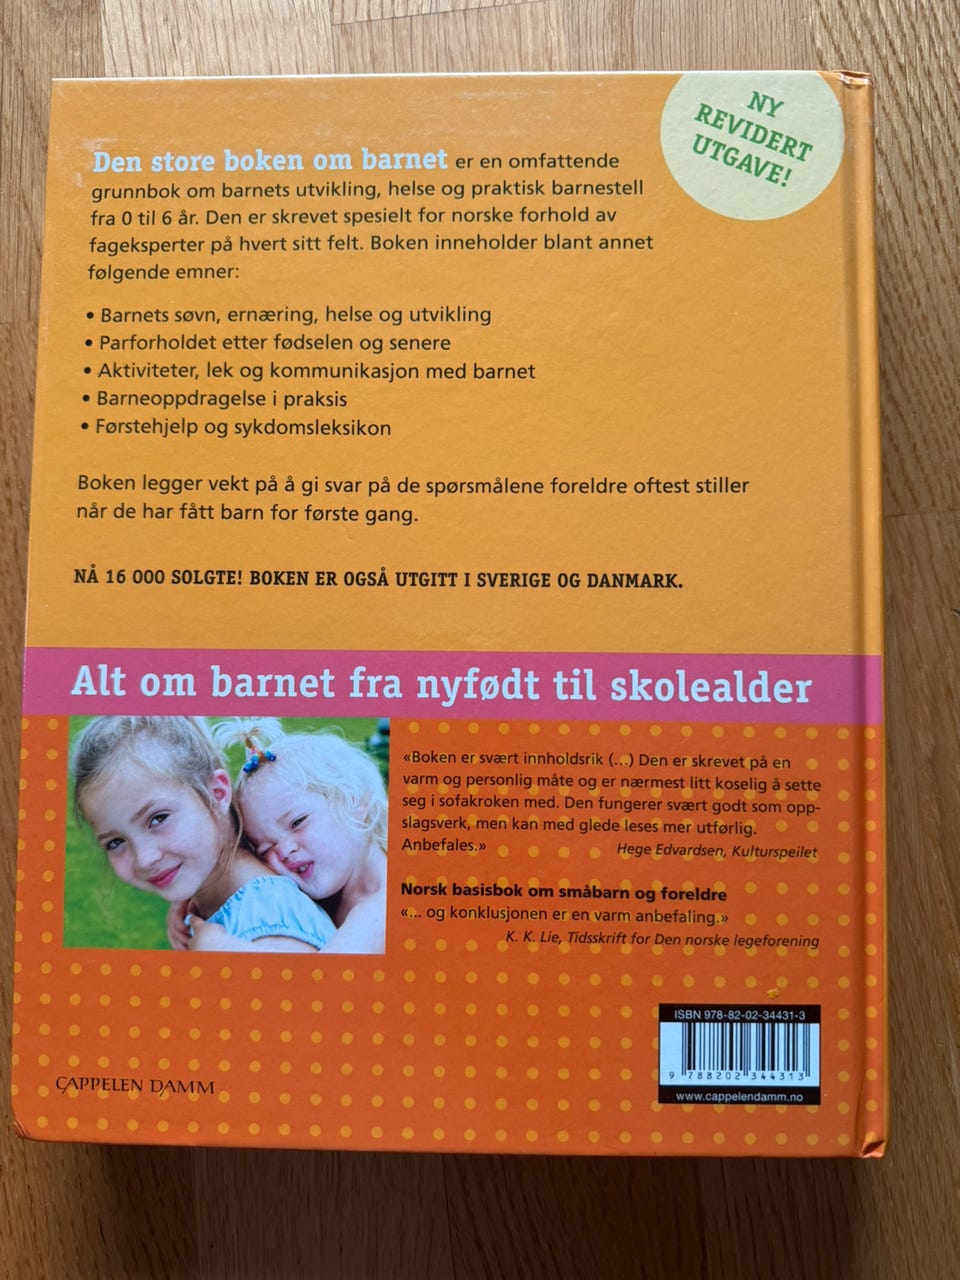 NY
REVIDERT
UTGAVE!
Den store boken om barnet er en omfattende
grunnbok om barnets utvikling, helse og praktisk barnestell
fra 0 til 6 år. Den er skrevet spesielt for norske forhold av
fageksperter på hvert sitt felt. Boken inneholder blant annet
følgende emner:
• Barnets søvn, ernæring, helse og utvikling
• Parforholdet etter fødselen og senere
• Aktiviteter, lek og kommunikasjon med barnet
• Barneoppdragelse i praksis
• Førstehjelp og sykdomsleksikon
Boken legger vekt på å gi svar på de spørsmålene foreldre oftest stiller
når de har fått barn for første gang.
NÅ 16 000 SOLGTE! BOKEN ER OGSÅ UTGITT I SVERIGE OG DANMARK.
Alt om barnet fra nyfødt til skolealder
«Boken er svært innholdsrik (...) Den er skrevet på en
varm og personlig måte og er nærmest litt koselig å sette
seg i sofakroken med. Den fungerer svært godt som opp-
slagsverk, men kan med glede leses mer utførlig.
Anbefales.» Hege Edvardsen, Kulturspeilet
Norsk basisbok om småbarn og foreldre
«... og konklusjonen er en varm anbefaling.»
K. K. Lie, Tidsskrift for Den norske legeforening
ISBN 978-82-02-34431-3
9 788202 344313
www.cappelendamm.no
CAPPELEN DAMM